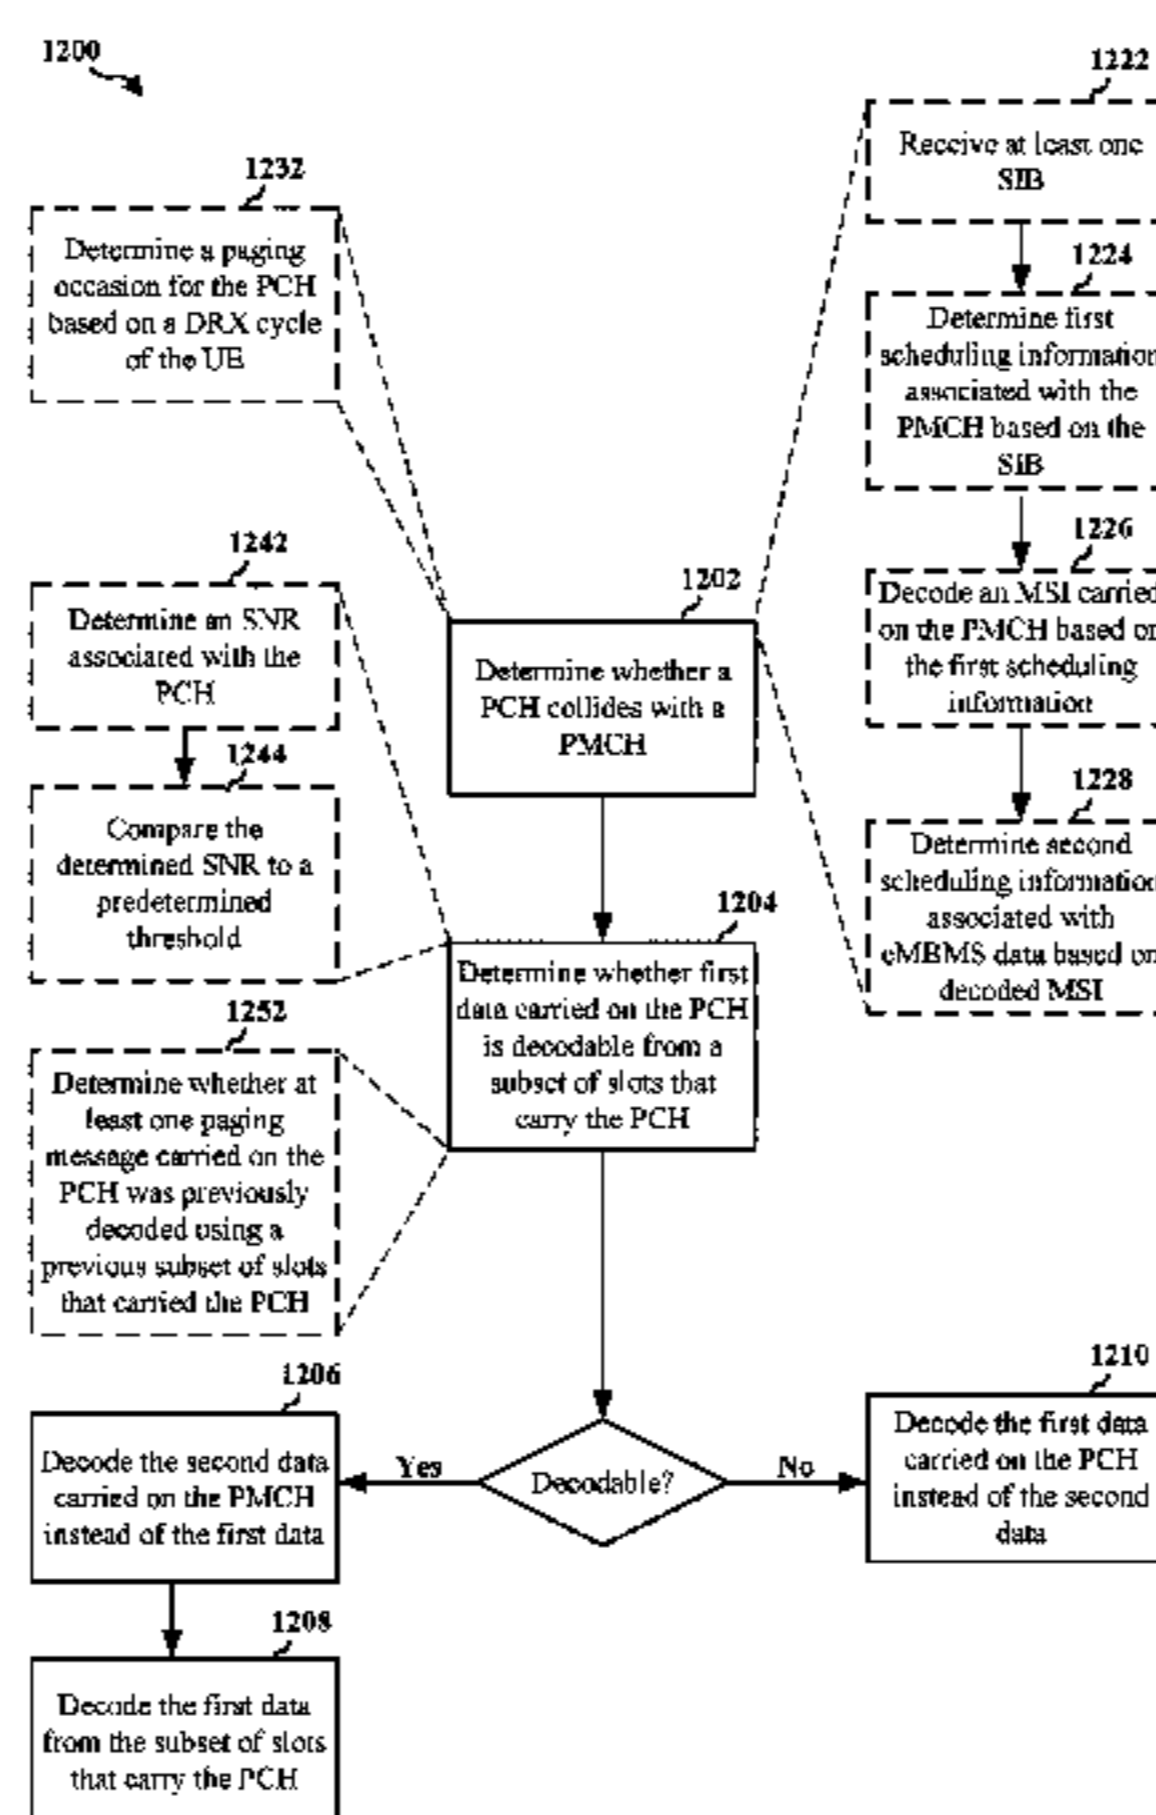 1200
1222
Receive at least one
SIB
1232
Determine a paging
occasion for the PCH
based on a DRX cycle
of the UE
1224
Determine first
scheduling information
associated with the
PMCH based on the
SIB
1242
Determine an SNR
associated with the
PCH
1226
Decode an MSI carried
on the PMCH based on
the first scheduling
information
1202
Determine whether a
PCH collides with a
PMCH
1244
Compare the
determined SNR to a
predetermined
threshold
1228
Determine second
scheduling information
associated with
eMBMS data based on
decoded MSI
1204
Determine whether first
data carried on the PCH
is decodable from a
subset of slots that
carry the PCH
1252
Determine whether at
least one paging
message carried on the
PCH was previously
decoded using a
previous subset of slots
that carried the PCH
1206
Decode the second data
carried on the PMCH
instead of the first data
Yes
Decodable?
No
1210
Decode the first data
carried on the PCH
instead of the second
data
1208
Decode the first data
from the subset of slots
that carry the PCH